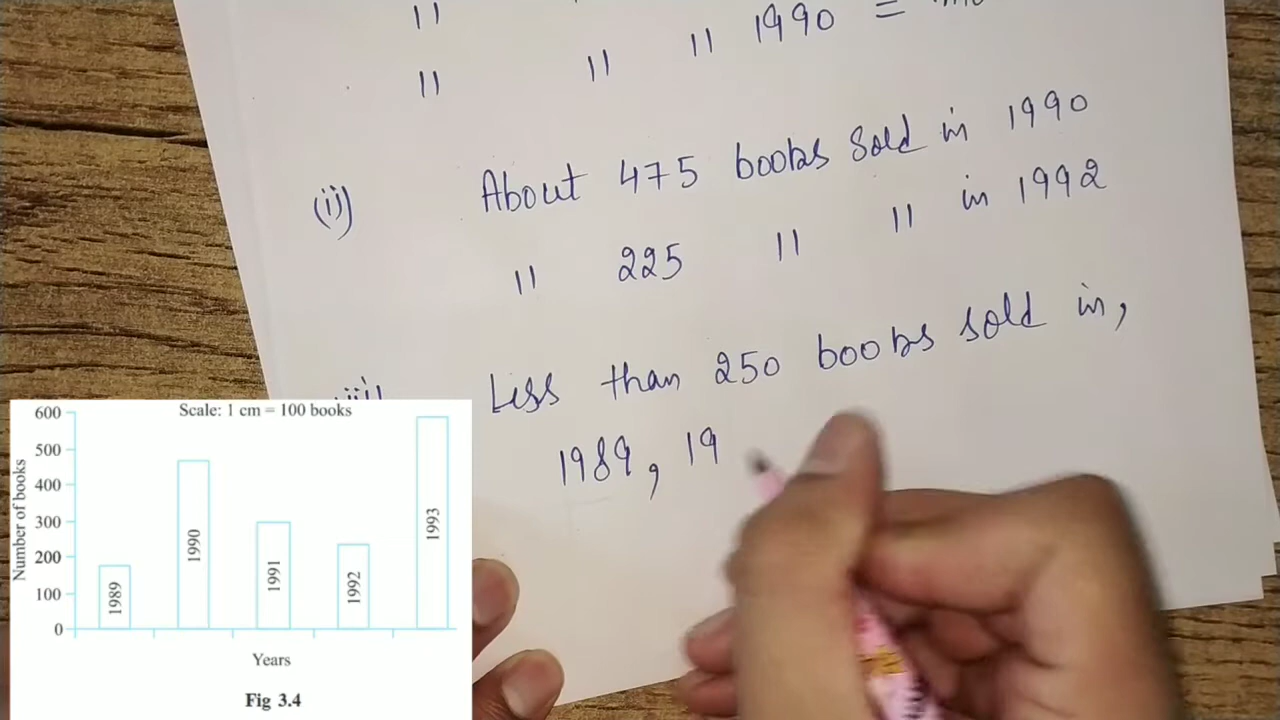 〃
〃 〃 〃 1990 =
(ii) About 475 books sold in 1990
〃 225 〃 〃 in 1992
Less than 250 books sold in,
1989, 19
Scale: 1 cm = 100 books
600
500
400
300
200
100
0
Number of books
1989
1990
1991
1992
1993
Years
Fig 3.4